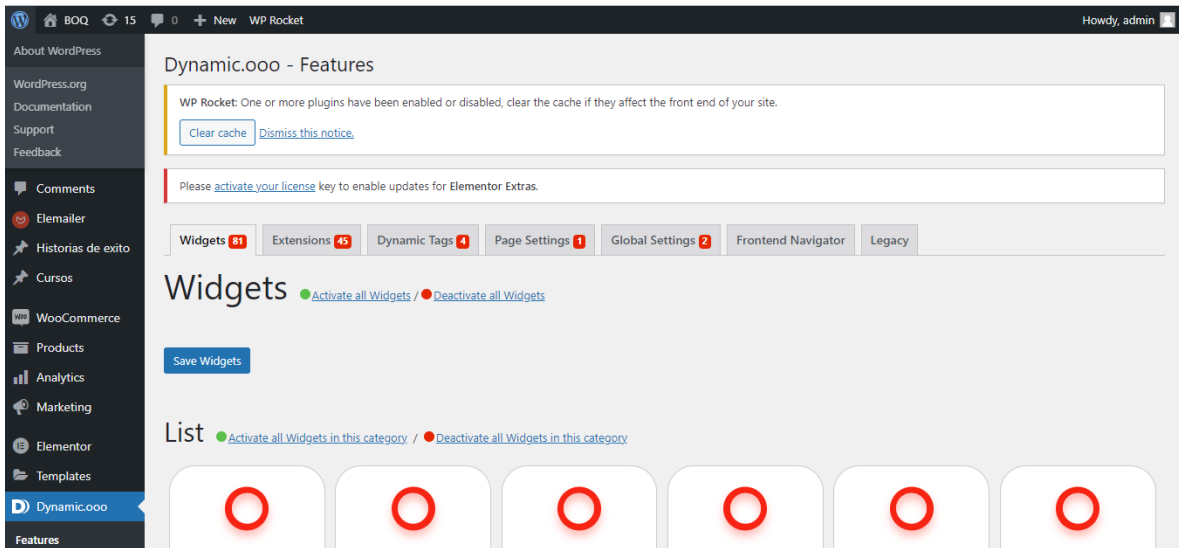 BOQ 15 0 New WP Rocket Howdy, admin
About WordPress
WordPress.org
Documentation
Support
Feedback
Comments
Elemailer
Historias de exito
Cursos
WooCommerce
Products
Analytics
Marketing
Elementor
Templates
Dynamic.ooo
Features
Dynamic.ooo - Features
WP Rocket: One or more plugins have been enabled or disabled, clear the cache if they affect the front end of your site.
Clear cache Dismiss this notice.
Please activate your license key to enable updates for Elementor Extras.
Widgets 81 Extensions 45 Dynamic Tags 4 Page Settings 1 Global Settings 2 Frontend Navigator Legacy
Widgets Activate all Widgets / Deactivate all Widgets
Save Widgets
List Activate all Widgets in this category / Deactivate all Widgets in this category